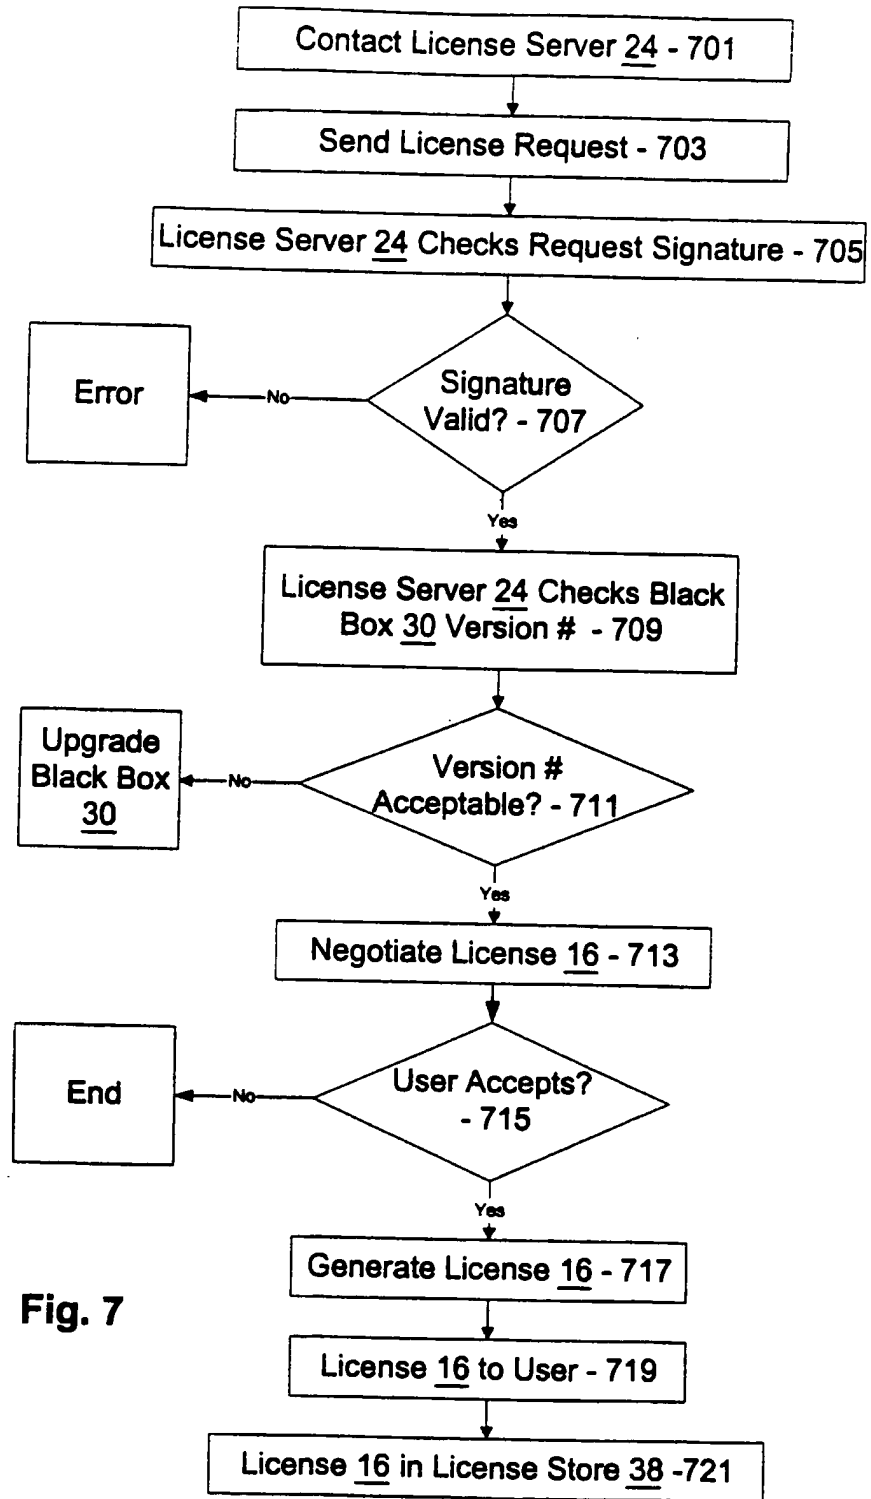 Contact License Server 24 - 701
Send License Request - 703
License Server 24 Checks Request Signature - 705
Error
No
Signature
Valid? - 707
Yes
License Server 24 Checks Black
Box 30 Version # - 709
Upgrade
Black Box
30
No
Version #
Acceptable? - 711
Yes
Negotiate License 16 - 713
End
No
User Accepts?
- 715
Yes
Generate License 16 - 717
Fig. 7
License 16 to User - 719
License 16 in License Store 38 -721